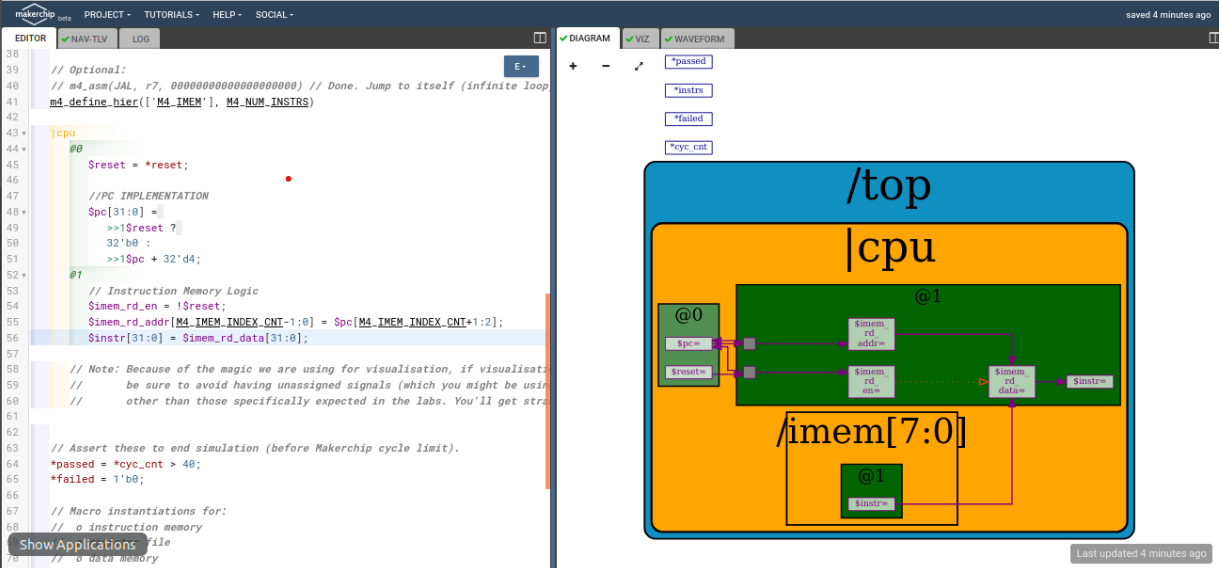 makerchip beta PROJECT TUTORIALS HELP SOCIAL saved 4 minutes ago
EDITOR NAV-TLV LOG
E
38
39 // Optional:
40 // m4_asm(JAL, r7, 00000000000000000000) // Done. Jump to itself (infinite loop
41 m4_define_hier(['M4_IMEM'], M4_NUM_INSTRS)
42
43 |cpu
44 @0
45 $reset = *reset;
46
47 //PC IMPLEMENTATION
48 $pc[31:0] =
49 >>1$reset ?
50 32'b0 :
51 >>1$pc + 32'd4;
52 @1
53 // Instruction Memory Logic
54 $imem_rd_en = !$reset;
55 $imem_rd_addr[M4_IMEM_INDEX_CNT-1:0] = $pc[M4_IMEM_INDEX_CNT+1:2];
56 $instr[31:0] = $imem_rd_data[31:0];
57
58 // Note: Because of the magic we are using for visualisation, if visualisati
59 // be sure to avoid having unassigned signals (which you might be usin
60 // other than those specifically expected in the labs. You'll get stra
61
62
63 // Assert these to end simulation (before Makerchip cycle limit).
64 *passed = *cyc_cnt > 40;
65 *failed = 1'b0;
66
67 // Macro instantiations for:
68 // o instruction memory
file
70 // o data memory
Show Applications
DIAGRAM VIZ WAVEFORM
*passed
*instrs
*failed
*cyc_cnt
/top
|cpu
@0
$pc=
$reset=
@1
$imem
rd_
addr=
$imem
rd_
en=
$imem
rd_
data=
$instr=
/imem[7:0]
@1
$instr=
Last updated 4 minutes ago